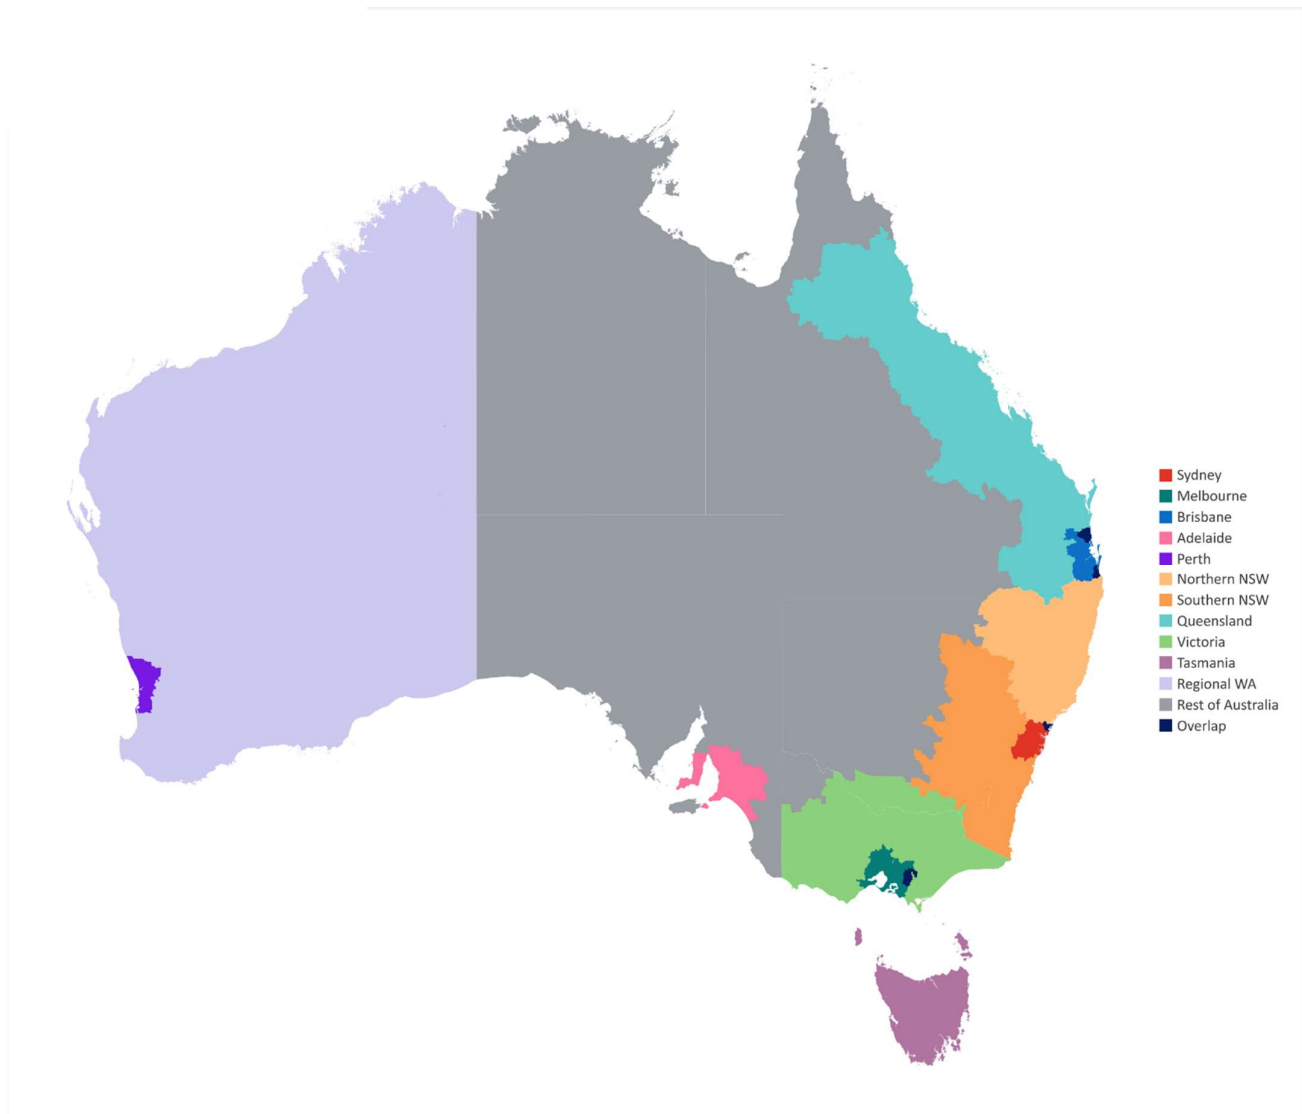 Sydney
Melbourne
Brisbane
Adelaide
Perth
Northern NSW
Southern NSW
Queensland
Victoria
Tasmania
Regional WA
Rest of Australia
Overlap